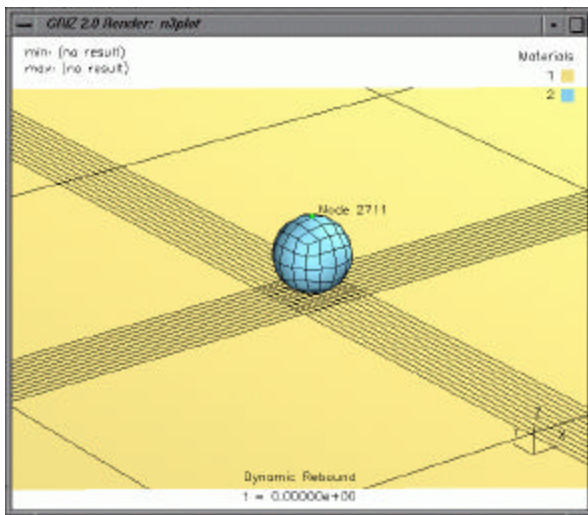 GRIZ 2.0 Render: n3plot
min: (no result)
max: (no result)
Materials
1
2
Node 2711
Z
Y
X
Dynamic Rebound
t = 0.00000e+00